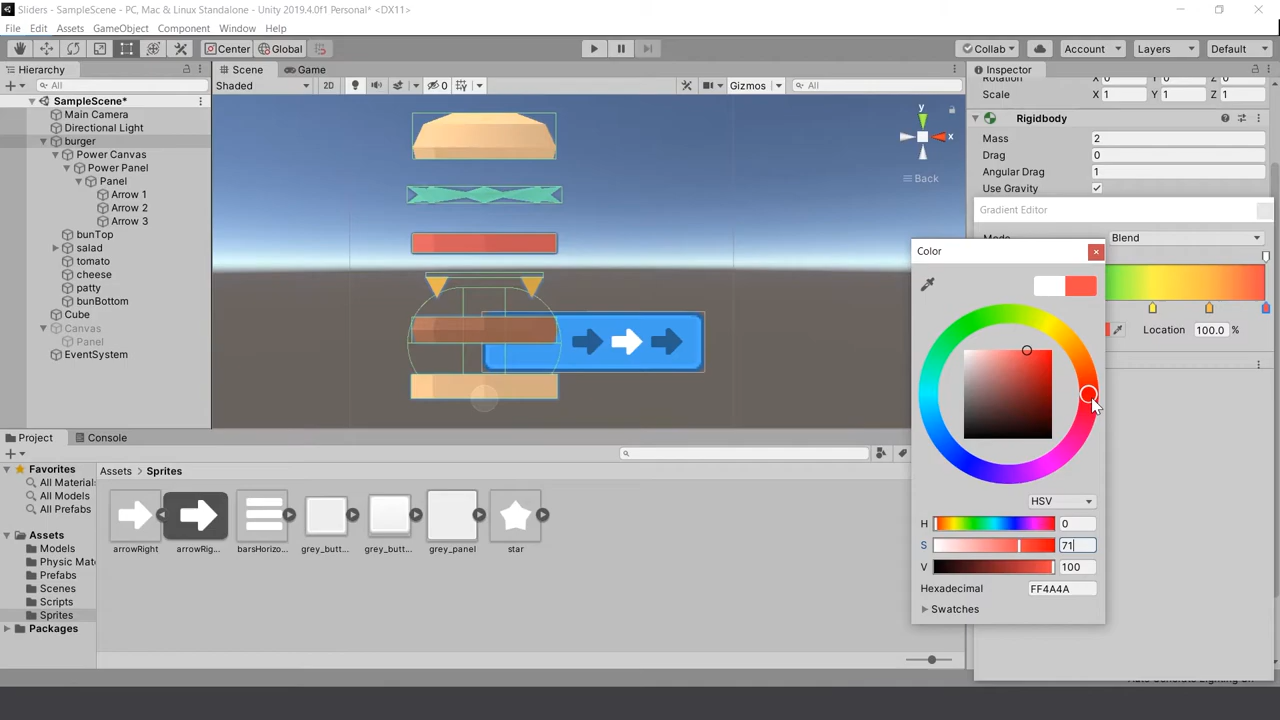 Sliders - SampleScene - PC, Mac & Linux Standalone - Unity 2019.4.0f1 Personal* <DX11>
File Edit Assets GameObject Component Window Help
Center Global Collab Account Layers Default
Hierarchy
All
SampleScene*
Main Camera
Directional Light
burger
Power Canvas
Power Panel
Panel
Arrow 1
Arrow 2
Arrow 3
bunTop
salad
tomato
cheese
patty
bunBottom
Cube
Canvas
Panel
EventSystem
Scene Game
Shaded 2D 0 Gizmos All
y
x
Back
Inspector
Rotation X 0 Y 0 Z 0
Scale X 1 Y 1 Z 1
Rigidbody
Mass 2
Drag 0
Angular Drag 1
Use Gravity
Gradient Editor
Mode Blend
Location 100.0 %
Color
HSV
H 0
S 71
V 100
Hexadecimal FF4A4A
Swatches
Project Console
Favorites
All Material
All Models
All Prefabs
Assets
Models
Physic Mat
Prefabs
Scenes
Scripts
Sprites
Packages
Assets Sprites
arrowRight arrowRig... barsHorizo... grey_butt... grey_butt... grey_panel star